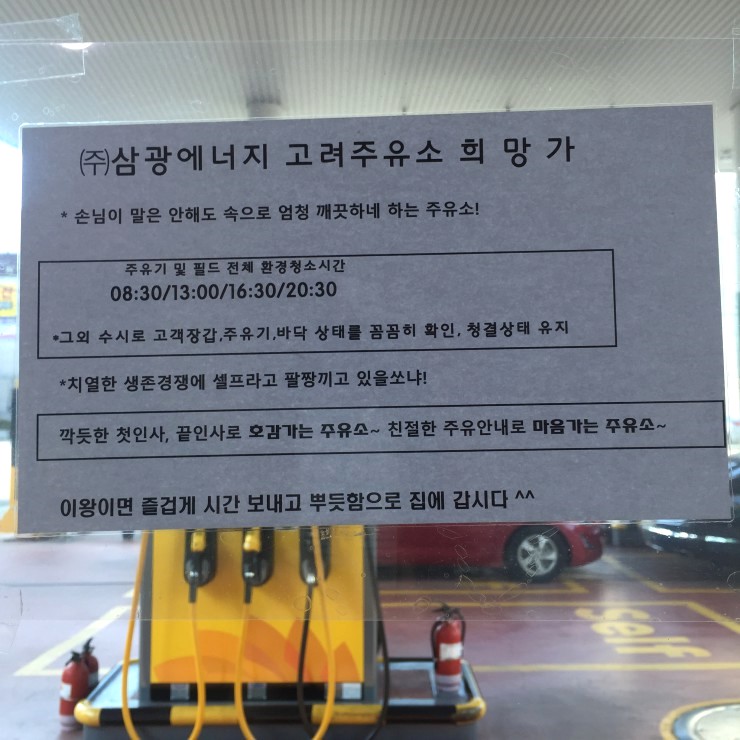 ㈜삼광에너지 고려주유소 희 망 가
* 손님이 말은 안해도 속으로 엄청 깨끗하네 하는 주유소!
주유기 및 필드 전체 환경청소시간
08:30/13:00/16:30/20:30
*그외 수시로 고객장갑,주유기,바닥 상태를 꼼꼼히 확인, 청결상태 유지
*치열한 생존경쟁에 셀프라고 팔짱끼고 있을쏘냐!
깍듯한 첫인사, 끝인사로 호감가는 주유소~ 친절한 주유안내로 마음가는 주유소~
이왕이면 즐겁게 시간 보내고 뿌듯함으로 집에 갑시다 ^^
self